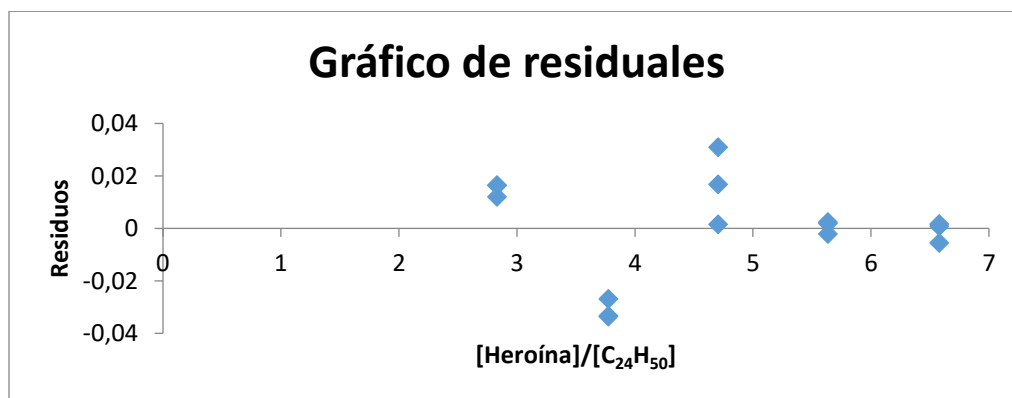 Gráfico de residuales
0,04
0,02
0
-0,02
-0,04
0 1 2 3 4 5 6 7
Residuos
[Heroína]/[C₂₄H₅₀]